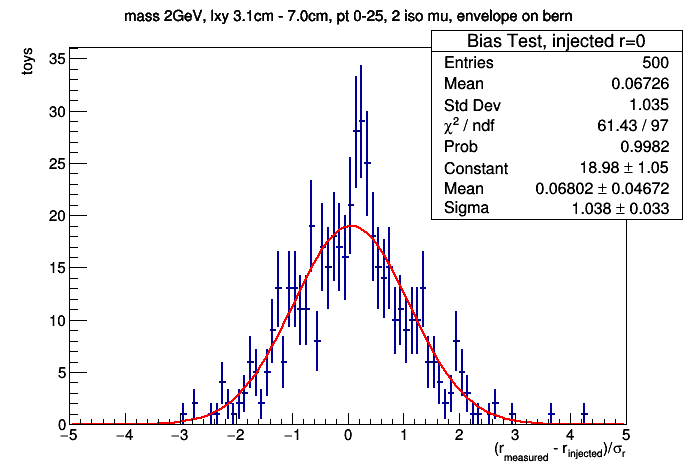 mass 2GeV, lxy 3.1cm - 7.0cm, pt 0-25, 2 iso mu, envelope on bern
Bias Test, injected r=0
Entries 500
Mean 0.06726
Std Dev 1.035
χ² / ndf 61.43 / 97
Prob 0.9982
Constant 18.98 ± 1.05
Mean 0.06802 ± 0.04672
Sigma 1.038 ± 0.033
toys
35
30
25
20
15
10
5
0
−5 −4 −3 −2 −1 0 1 2 3 4 5
(r_measured - r_injected)/σ_r